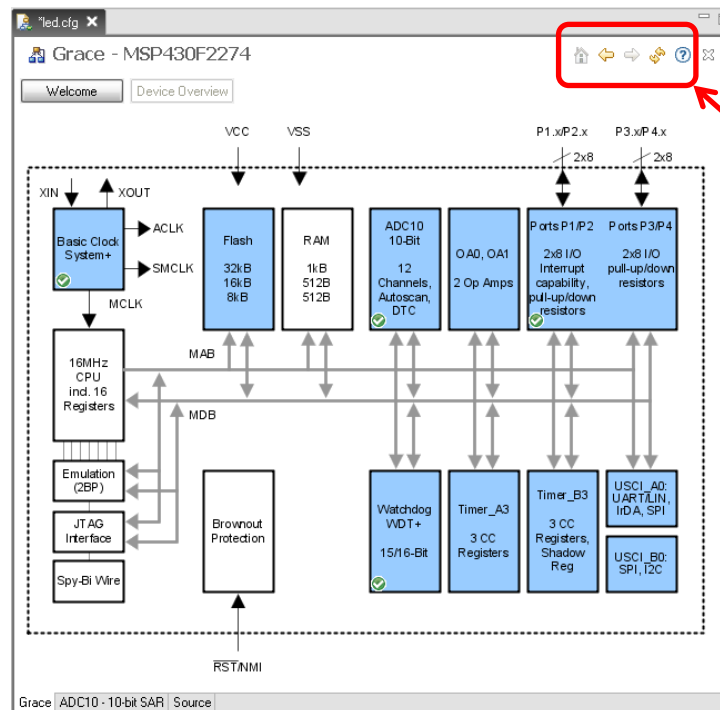 *led.cfg
Grace - MSP430F2274
Welcome
Device Overview
VCC
VSS
P1.x/P2.x
P3.x/P4.x
2x8
2x8
XIN
XOUT
Basic Clock
System+
ACLK
SMCLK
MCLK
Flash
32kB
16kB
8kB
RAM
1kB
512B
512B
ADC10
10-Bit
12
Channels,
Autoscan,
DTC
OA0, OA1
2 Op Amps
Ports P1/P2
2x8 I/O
Interrupt
capability,
pull-up/down
resistors
Ports P3/P4
2x8 I/O
pull-up/down
resistors
MAB
MDB
16MHz
CPU
incl. 16
Registers
Emulation
(2BP)
JTAG
Interface
Spy-Bi Wire
Brownout
Protection
Watchdog
WDT+
15/16-Bit
Timer_A3
3 CC
Registers
Timer_B3
3 CC
Registers,
Shadow
Reg
USCI_A0:
UART/LIN,
IrDA, SPI
USCI_B0:
SPI, I2C
RST/NMI
Grace
ADC10 - 10-bit SAR
Source